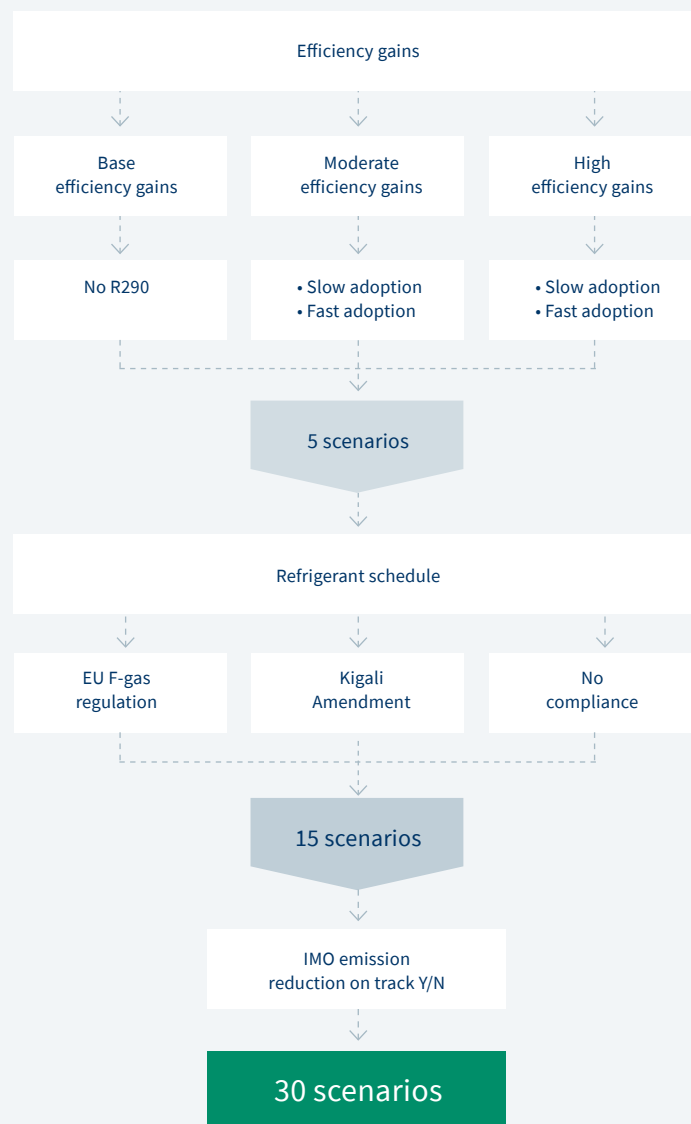 Efficiency gains
Base
efficiency gains
Moderate
efficiency gains
High
efficiency gains
No R290
• Slow adoption
• Fast adoption
• Slow adoption
• Fast adoption
5 scenarios
Refrigerant schedule
EU F-gas
regulation
Kigali
Amendment
No
compliance
15 scenarios
IMO emission
reduction on track Y/N
30 scenarios